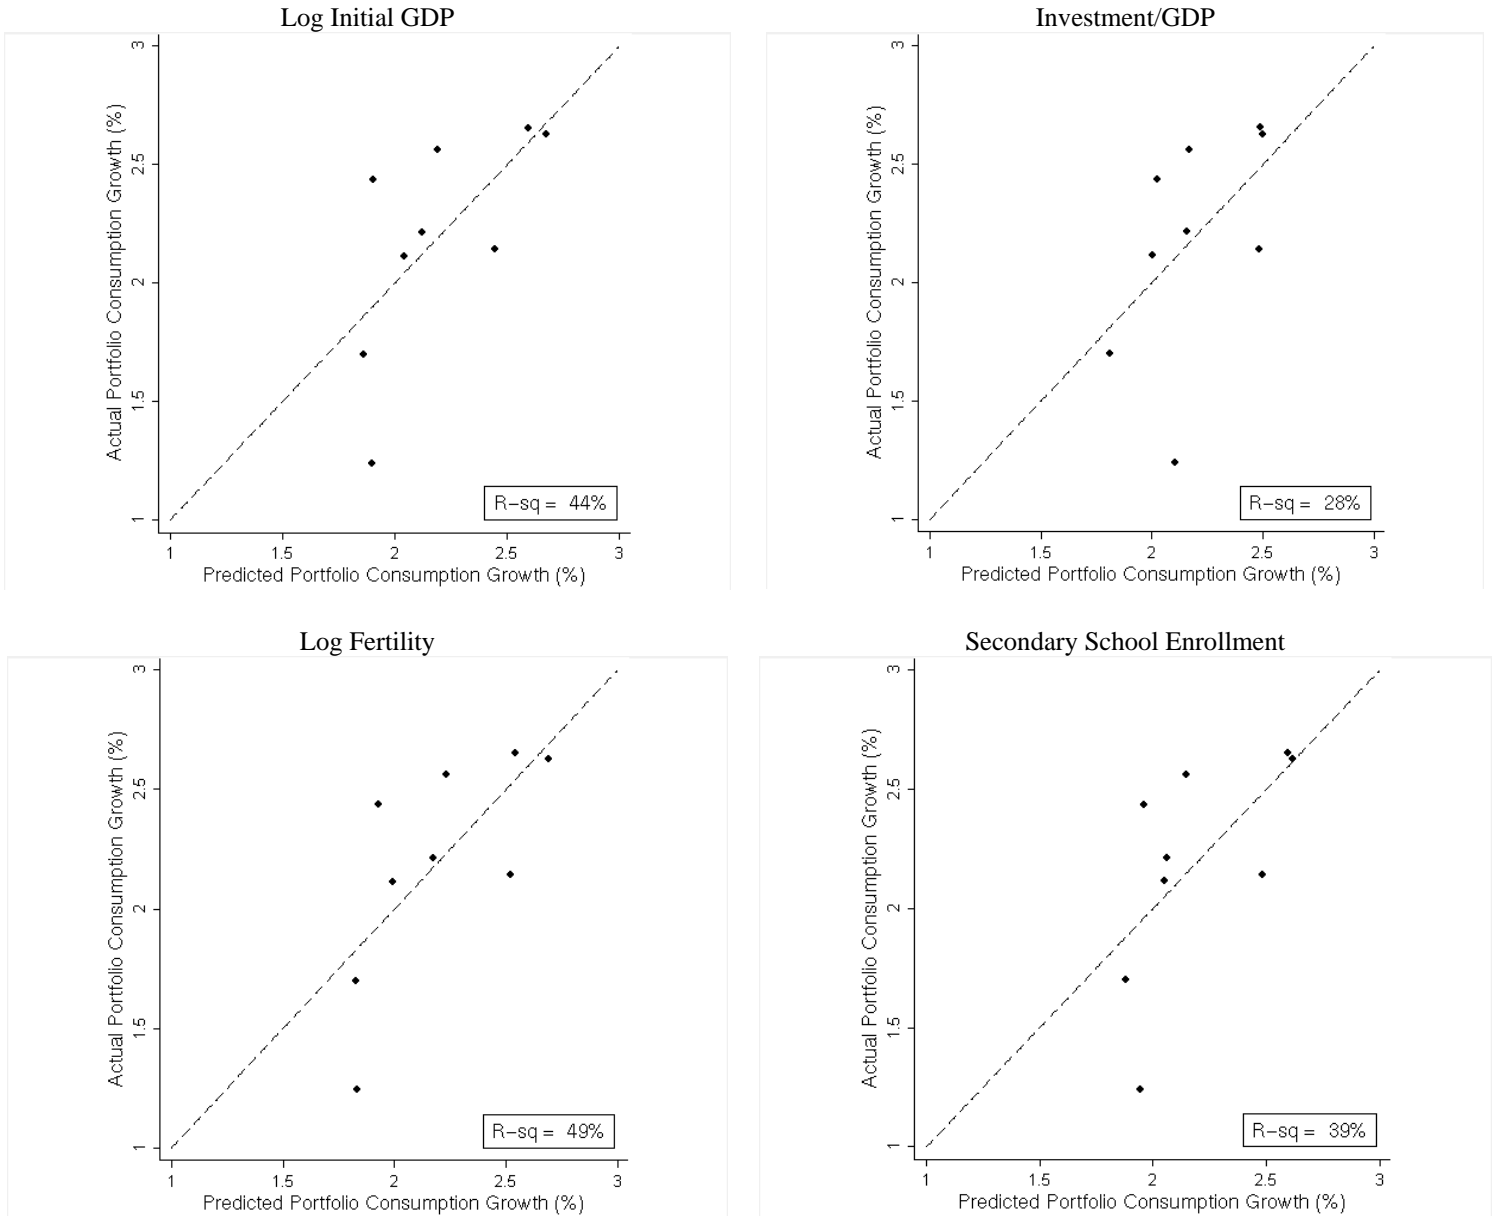 Log Initial GDP
3
2.5
2
1.5
1
Actual Portfolio Consumption Growth (%)
R-sq = 44%
1 1.5 2 2.5 3
Predicted Portfolio Consumption Growth (%)
Investment/GDP
3
2.5
2
1.5
1
Actual Portfolio Consumption Growth (%)
R-sq = 28%
1 1.5 2 2.5 3
Predicted Portfolio Consumption Growth (%)
Log Fertility
3
2.5
2
1.5
1
Actual Portfolio Consumption Growth (%)
R-sq = 49%
1 1.5 2 2.5 3
Predicted Portfolio Consumption Growth (%)
Secondary School Enrollment
3
2.5
2
1.5
1
Actual Portfolio Consumption Growth (%)
R-sq = 39%
1 1.5 2 2.5 3
Predicted Portfolio Consumption Growth (%)